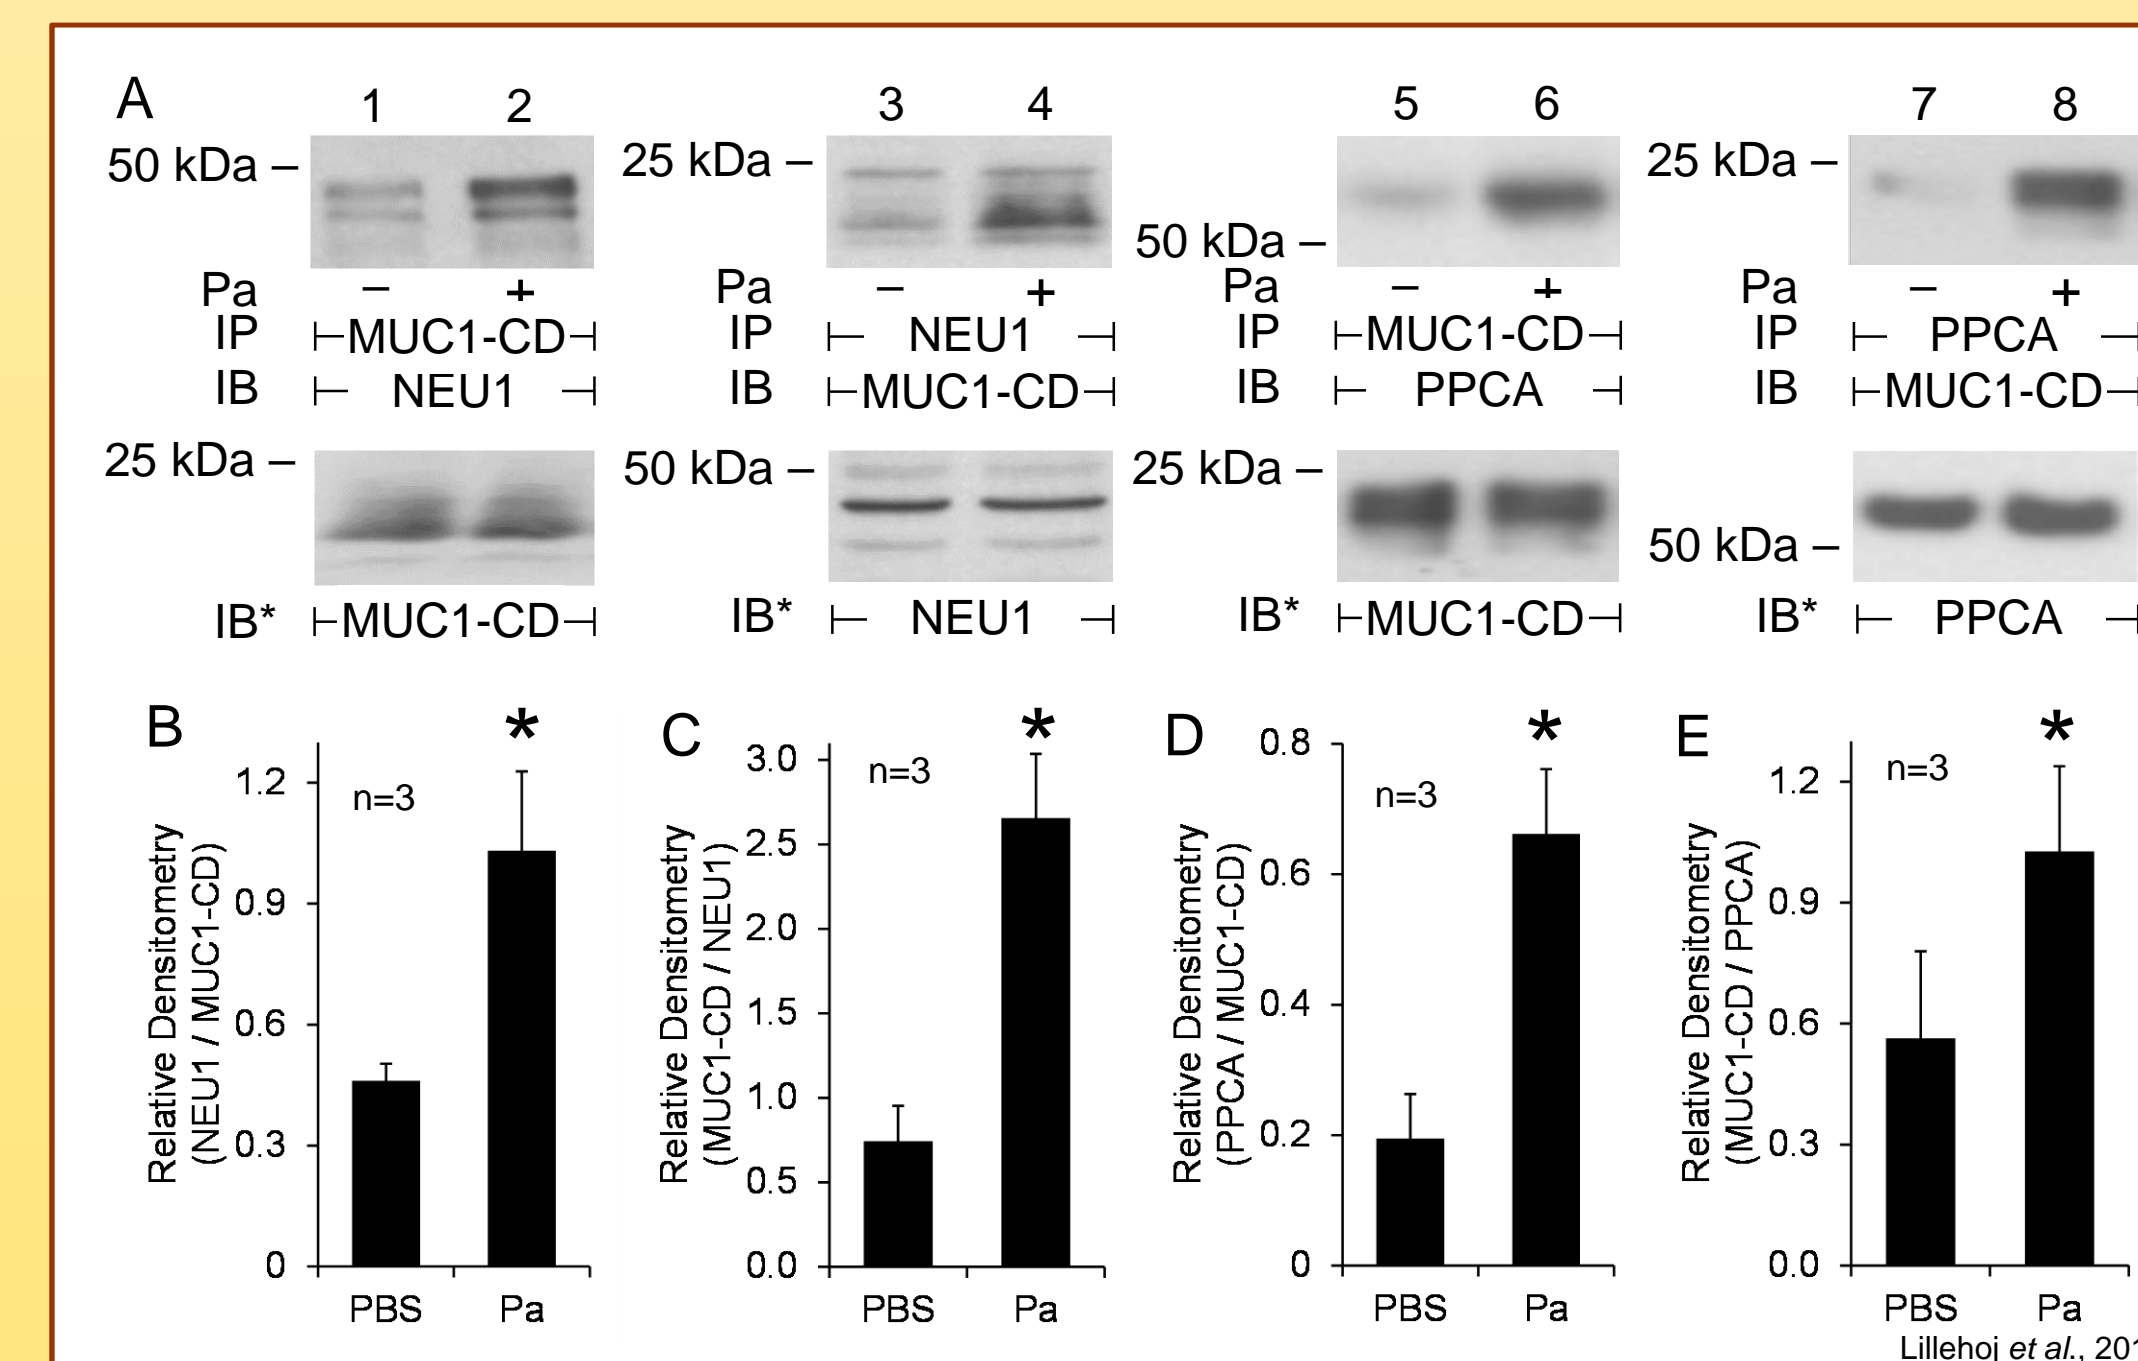 A
1 2 3 4 5 6 7 8
50 kDa – 25 kDa – 50 kDa – 25 kDa –
Pa – + Pa – + Pa – + Pa – +
IP MUC1-CD IP NEU1 IP MUC1-CD IP PPCA
IB NEU1 IB MUC1-CD IB PPCA IB MUC1-CD
25 kDa – 50 kDa – 25 kDa – 50 kDa –
IB* MUC1-CD IB* NEU1 IB* MUC1-CD IB* PPCA
B
*
n=3
Relative Densitometry
(NEU1 / MUC1-CD)
1.2
0.9
0.6
0.3
0
PBS Pa
C
*
n=3
Relative Densitometry
(MUC1-CD / NEU1)
3.0
2.5
2.0
1.5
1.0
0.5
0.0
PBS Pa
D
*
n=3
Relative Densitometry
(PPCA / MUC1-CD)
0.8
0.6
0.4
0.2
0
PBS Pa
E
*
n=3
Relative Densitometry
(MUC1-CD / PPCA)
1.2
0.9
0.6
0.3
0.0
PBS Pa
Lillehoj et al., 201